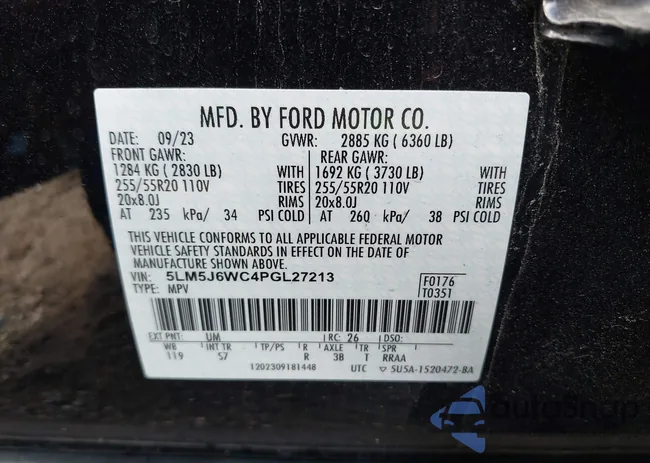 MFD. BY FORD MOTOR CO.
DATE: 09/23 GVWR: 2885 KG ( 6360 LB)
FRONT GAWR: REAR GAWR:
1284 KG ( 2830 LB) WITH 1692 KG ( 3730 LB) WITH
255/55R20 110V TIRES 255/55R20 110V TIRES
20x8.0J RIMS 20x8.0J RIMS
AT 235 kPa/ 34 PSI COLD AT 260 kPa/ 38 PSI COLD
THIS VEHICLE CONFORMS TO ALL APPLICABLE FEDERAL MOTOR
VEHICLE SAFETY STANDARDS IN EFFECT ON THE DATE OF
MANUFACTURE SHOWN ABOVE.
VIN: 5LM5J6WC4PGL27213 F0176
TYPE: MPV T0351
EXT PNT: UM RC: 26 DSO:
WB INT TR TP/PS R AXLE TR SPR
119 S7 R 3B T RRAA
1202309181448 UTC ▽ 5U5A-1520472-BA
autoSnap